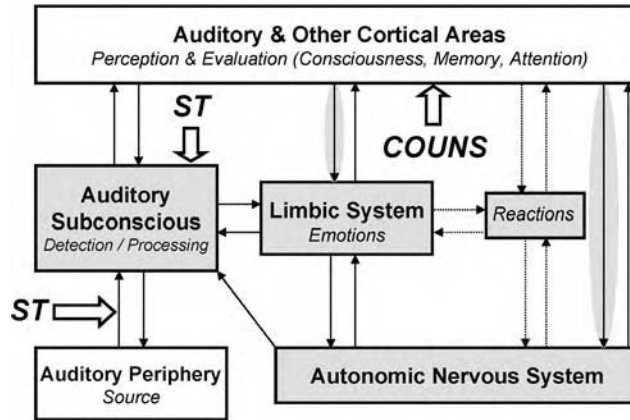 Auditory & Other Cortical Areas
Perception & Evaluation (Consciousness, Memory, Attention)
ST
COUNS
Auditory
Subconscious
Detection / Processing
Limbic System
Emotions
Reactions
ST
Auditory Periphery
Source
Autonomic Nervous System